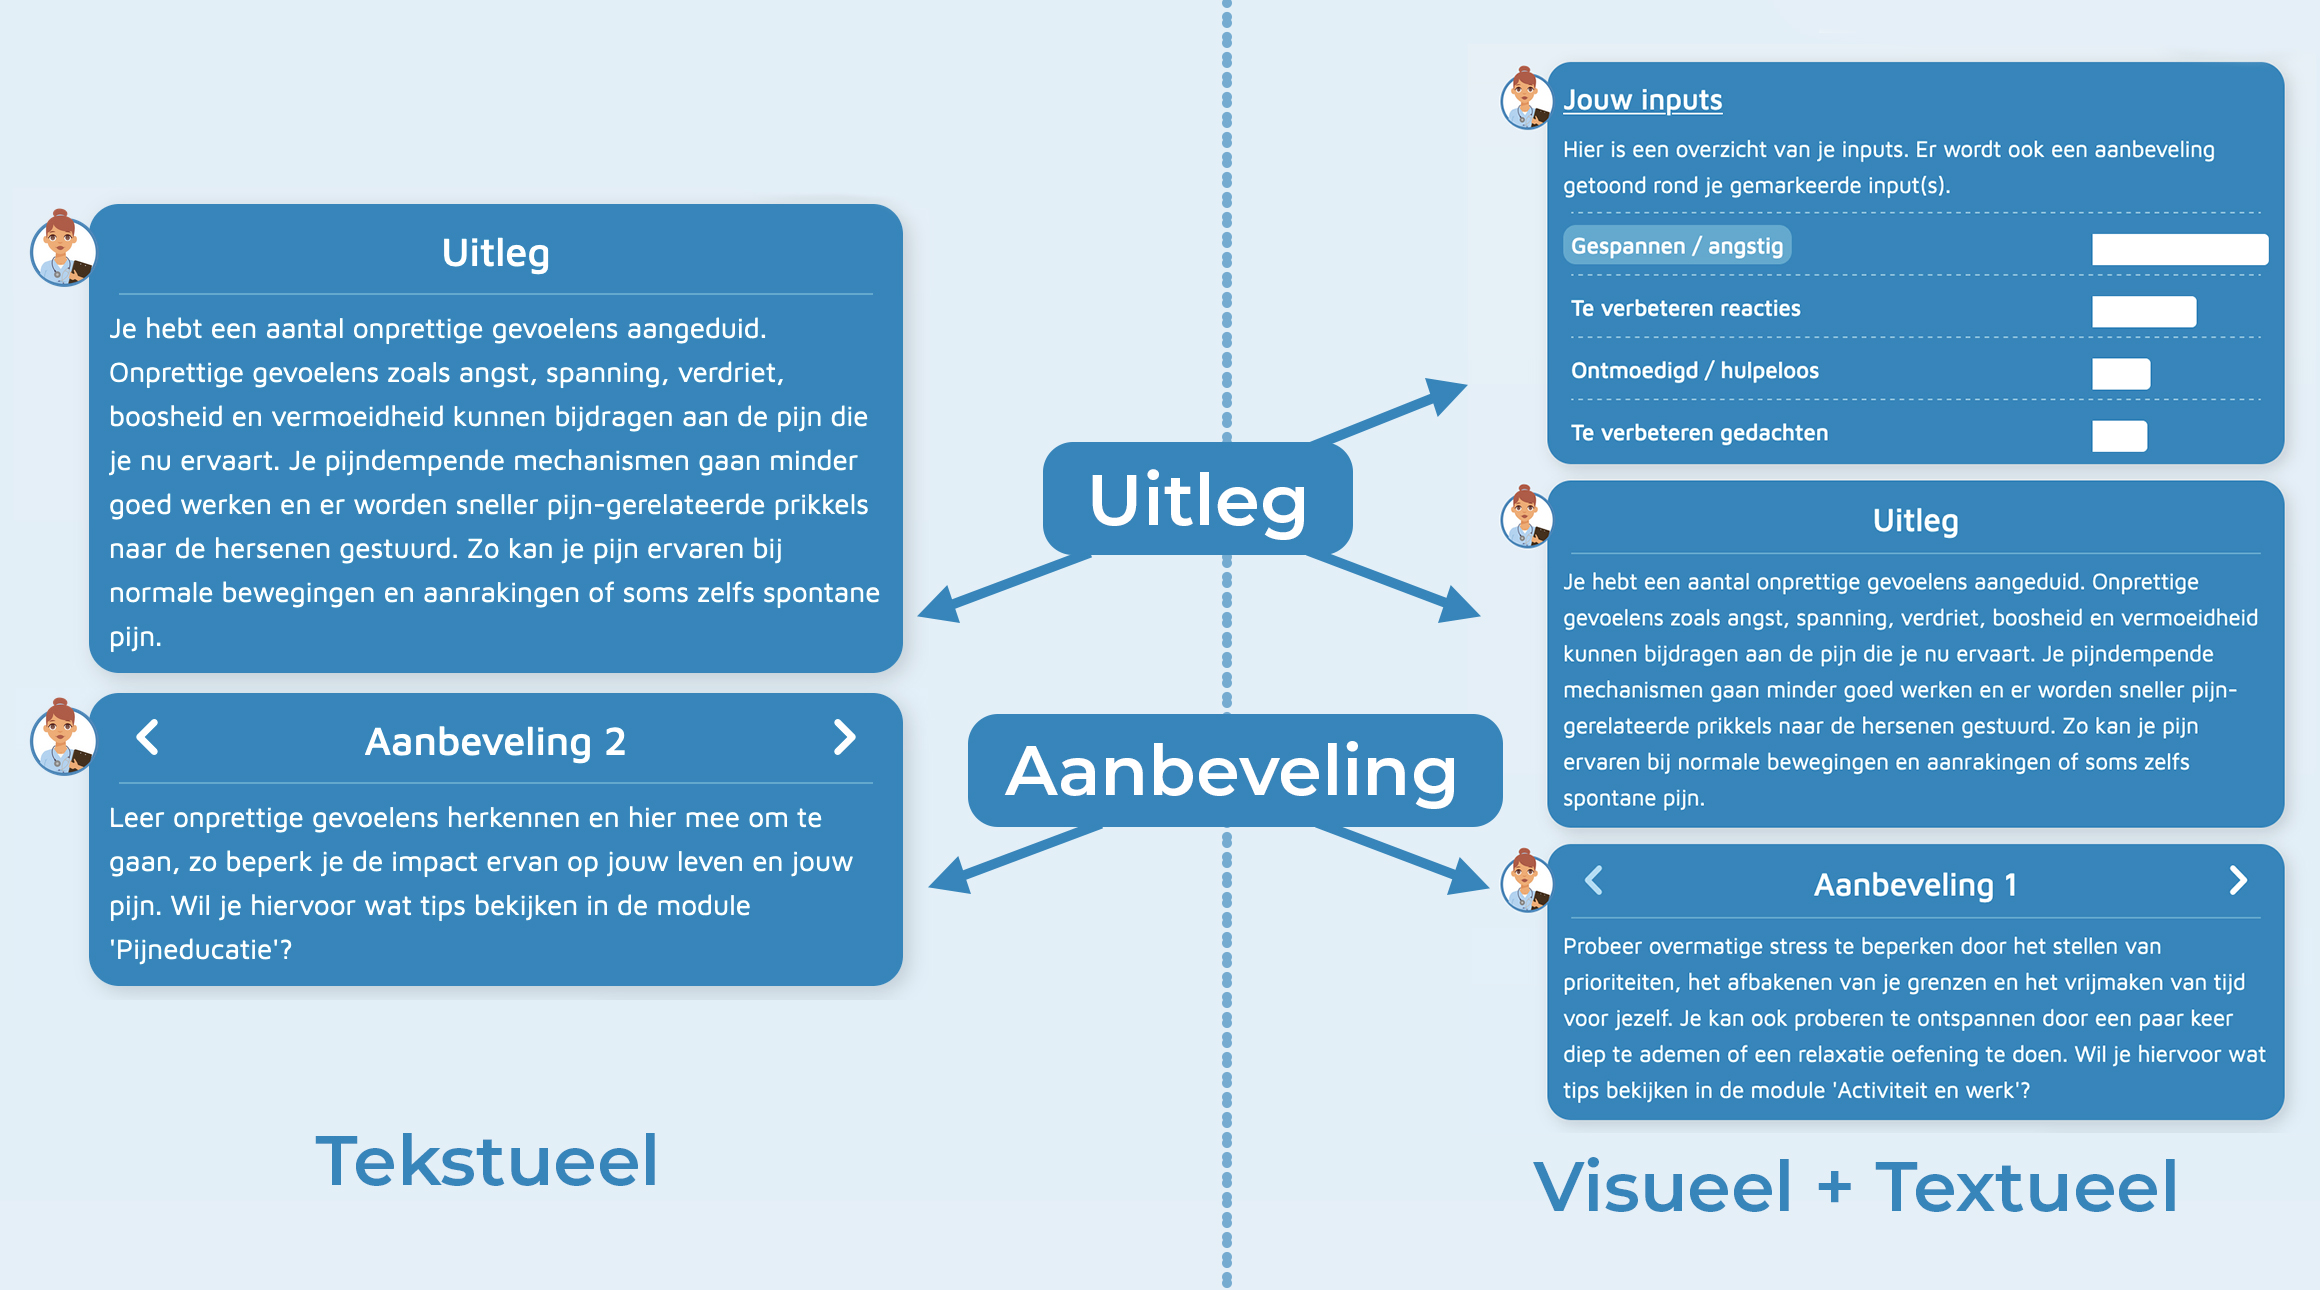 Uitleg
Je hebt een aantal onprettige gevoelens aangeduid.
Onprettige gevoelens zoals angst, spanning, verdriet,
boosheid en vermoeidheid kunnen bijdragen aan de pijn die
je nu ervaart. Je pijndempende mechanismen gaan minder
goed werken en er worden sneller pijn-gerelateerde prikkels
naar de hersenen gestuurd. Zo kan je pijn ervaren bij
normale bewegingen en aanrakingen of soms zelfs spontane
pijn.
Aanbeveling 2
Leer onprettige gevoelens herkennen en hier mee om te
gaan, zo beperk je de impact ervan op jouw leven en jouw
pijn. Wil je hiervoor wat tips bekijken in de module
'Pijneducatie'?
Tekstueel
Uitleg
Aanbeveling
Jouw inputs
Hier is een overzicht van je inputs. Er wordt ook een aanbeveling
getoond rond je gemarkeerde input(s).
Gespannen / angstig
Te verbeteren reacties
Ontmoedigd / hulpeloos
Te verbeteren gedachten
Uitleg
Je hebt een aantal onprettige gevoelens aangeduid. Onprettige
gevoelens zoals angst, spanning, verdriet, boosheid en vermoeidheid
kunnen bijdragen aan de pijn die je nu ervaart. Je pijndempende
mechanismen gaan minder goed werken en er worden sneller pijn-
gerelateerde prikkels naar de hersenen gestuurd. Zo kan je pijn
ervaren bij normale bewegingen en aanrakingen of soms zelfs
spontane pijn.
Aanbeveling 1
Probeer overmatige stress te beperken door het stellen van
prioriteiten, het afbakenen van je grenzen en het vrijmaken van tijd
voor jezelf. Je kan ook proberen te ontspannen door een paar keer
diep te ademen of een relaxatie oefening te doen. Wil je hiervoor wat
tips bekijken in de module 'Activiteit en werk'?
Visueel + Textueel